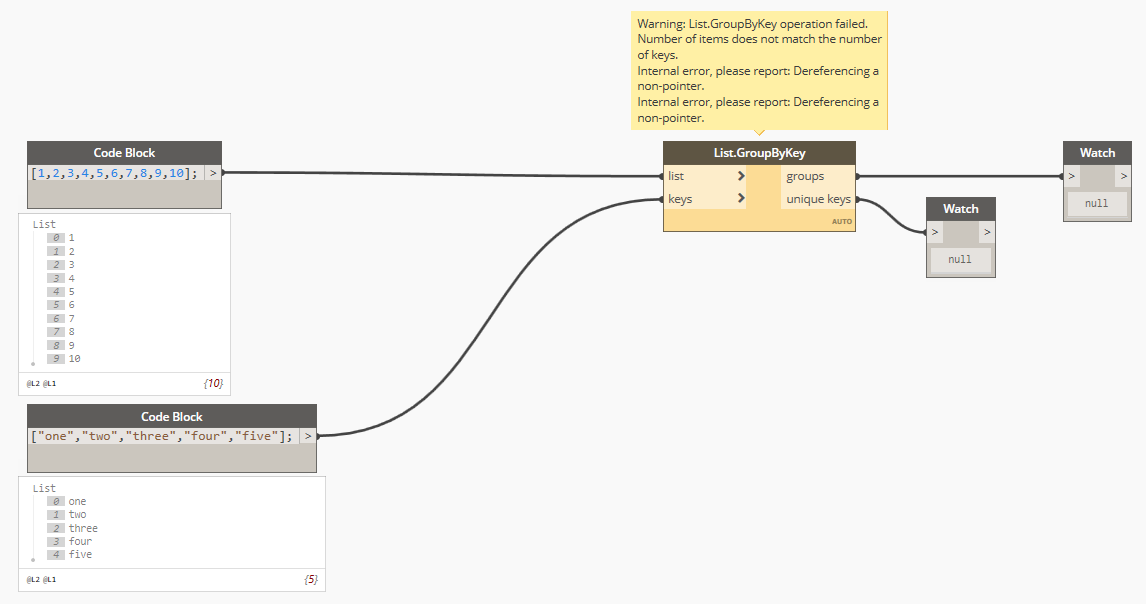 Warning: List.GroupByKey operation failed.
Number of items does not match the number
of keys.
Internal error, please report: Dereferencing a
non-pointer.
Internal error, please report: Dereferencing a
non-pointer.
Code Block
[1,2,3,4,5,6,7,8,9,10]; >
List
0 1
1 2
2 3
3 4
4 5
5 6
6 7
7 8
8 9
9 10
@L2 @L1 {10}
Code Block
["one","two","three","four","five"]; >
List
0 one
1 two
2 three
3 four
4 five
@L2 @L1 {5}
List.GroupByKey
list > groups
keys > unique keys
AUTO
Watch
> >
null
Watch
> >
null